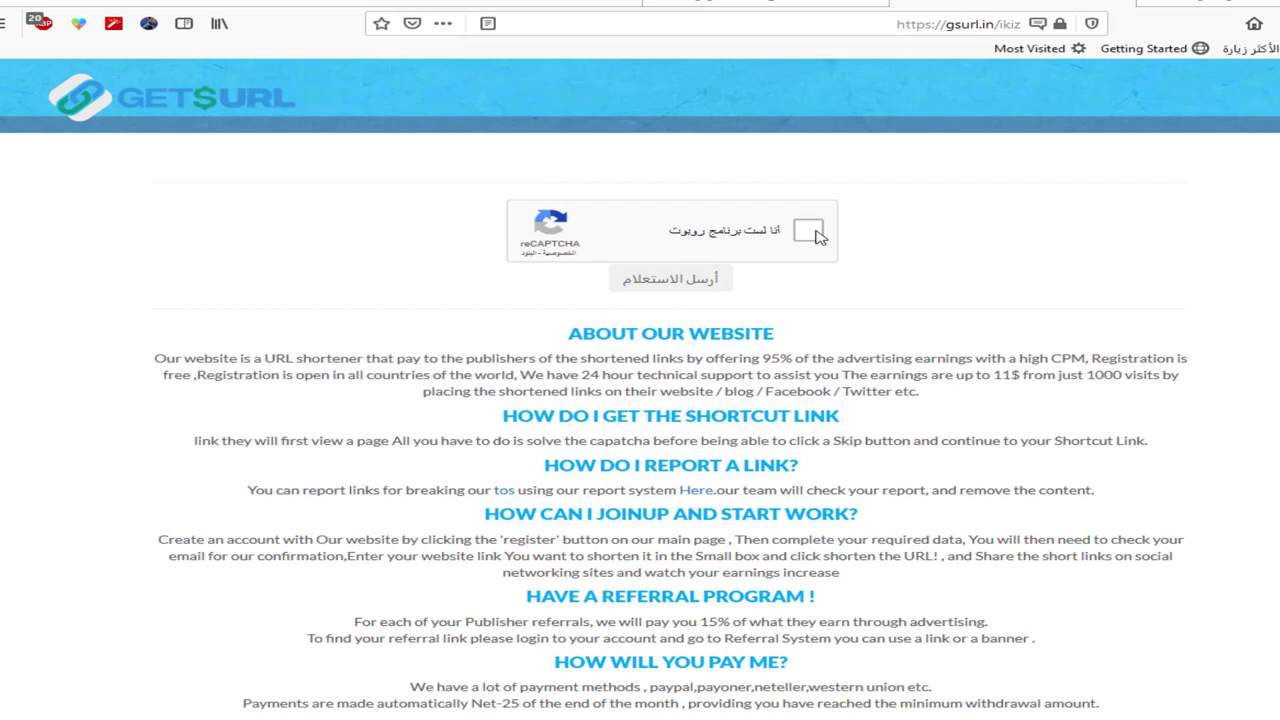 20
ABP
https://gsurl.in/ikiz
Most Visited
Getting Started
الأكثر زيارة
GET$URL
أنا لست برنامج روبوت
reCAPTCHA
الخصوصية - البنود
أرسل الاستعلام
ABOUT OUR WEBSITE
Our website is a URL shortener that pay to the publishers of the shortened links by offering 95% of the advertising earnings with a high CPM, Registration is
free ,Registration is open in all countries of the world, We have 24 hour technical support to assist you The earnings are up to 11$ from just 1000 visits by
placing the shortened links on their website / blog / Facebook / Twitter etc.
HOW DO I GET THE SHORTCUT LINK
link they will first view a page All you have to do is solve the capatcha before being able to click a Skip button and continue to your Shortcut Link.
HOW DO I REPORT A LINK?
You can report links for breaking our tos using our report system Here.our team will check your report, and remove the content.
HOW CAN I JOINUP AND START WORK?
Create an account with Our website by clicking the 'register' button on our main page , Then complete your required data, You will then need to check your
email for our confirmation,Enter your website link You want to shorten it in the Small box and click shorten the URL! , and Share the short links on social
networking sites and watch your earnings increase
HAVE A REFERRAL PROGRAM !
For each of your Publisher referrals, we will pay you 15% of what they earn through advertising.
To find your referral link please login to your account and go to Referral System you can use a link or a banner .
HOW WILL YOU PAY ME?
We have a lot of payment methods , paypal,payoner,neteller,western union etc.
Payments are made automatically Net-25 of the end of the month , providing you have reached the minimum withdrawal amount.